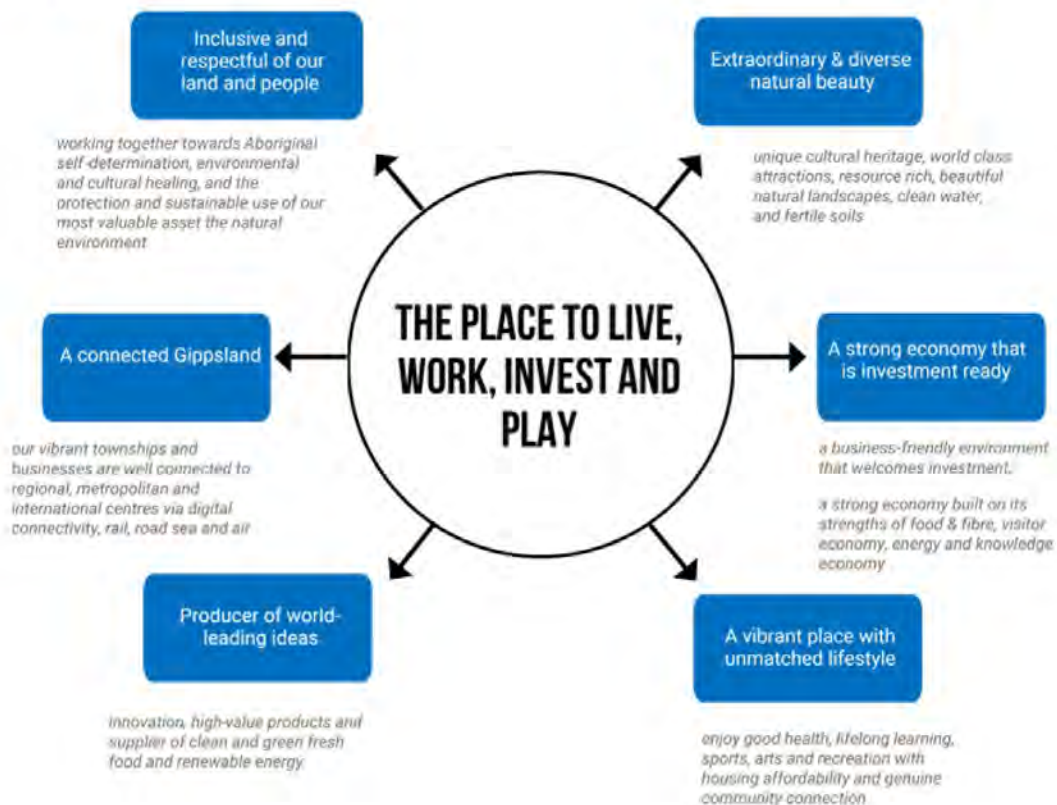 Inclusive and
respectful of our
land and people
working together towards Aboriginal
self-determination, environmental
and cultural healing, and the
protection and sustainable use of our
most valuable asset the natural
environment
Extraordinary & diverse
natural beauty
unique cultural heritage, world class
attractions, resource rich, beautiful
natural landscapes, clean water,
and fertile soils
THE PLACE TO LIVE,
WORK, INVEST AND
PLAY
A connected Gippsland
our vibrant townships and
businesses are well connected to
regional, metropolitan and
international centres via digital
connectivity, rail, road sea and air
A strong economy that
is investment ready
a business-friendly environment
that welcomes investment.
a strong economy built on its
strengths of food & fibre, visitor
economy, energy and knowledge
economy
Producer of world-
leading ideas
innovation, high-value products and
supplier of clean and green fresh
food and renewable energy
A vibrant place with
unmatched lifestyle
enjoy good health, lifelong learning,
sports, arts and recreation with
housing affordability and genuine
community connection